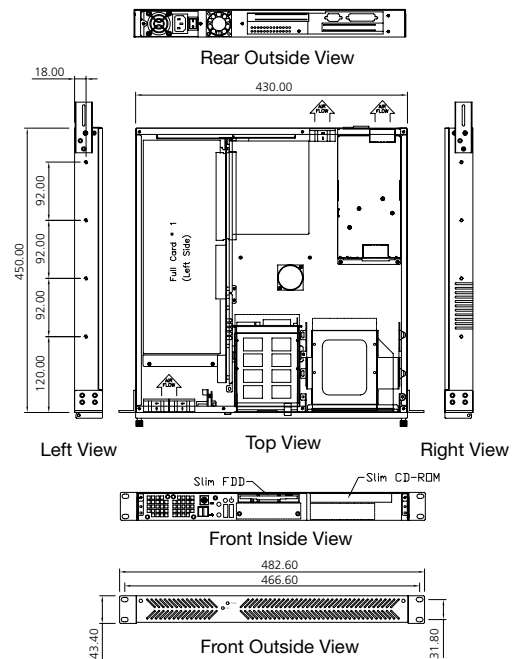 Rear Outside View
18.00
430.00
AIR FLOW
AIR FLOW
450.00
92.00
92.00
92.00
120.00
Full Card * 1
(Left Side)
AIR FLOW
Left View
Top View
Right View
Slim FDD
Slim CD-ROM
Front Inside View
482.60
466.60
43.40
31.80
Front Outside View